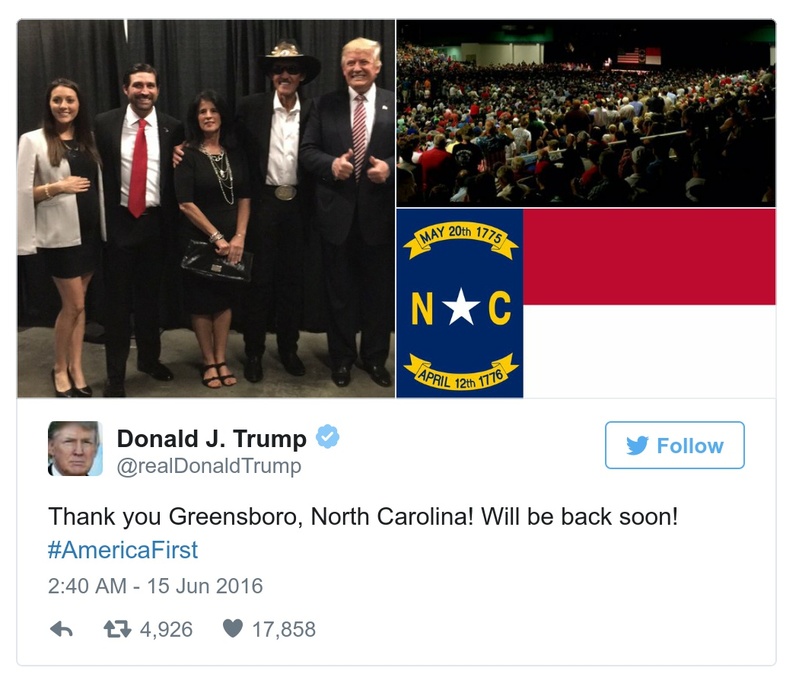 MAY 20th 1775
N C
APRIL 12th 1776
Donald J. Trump
@realDonaldTrump
Follow
Thank you Greensboro, North Carolina! Will be back soon!
#AmericaFirst
2:40 AM - 15 Jun 2016
4,926 17,858